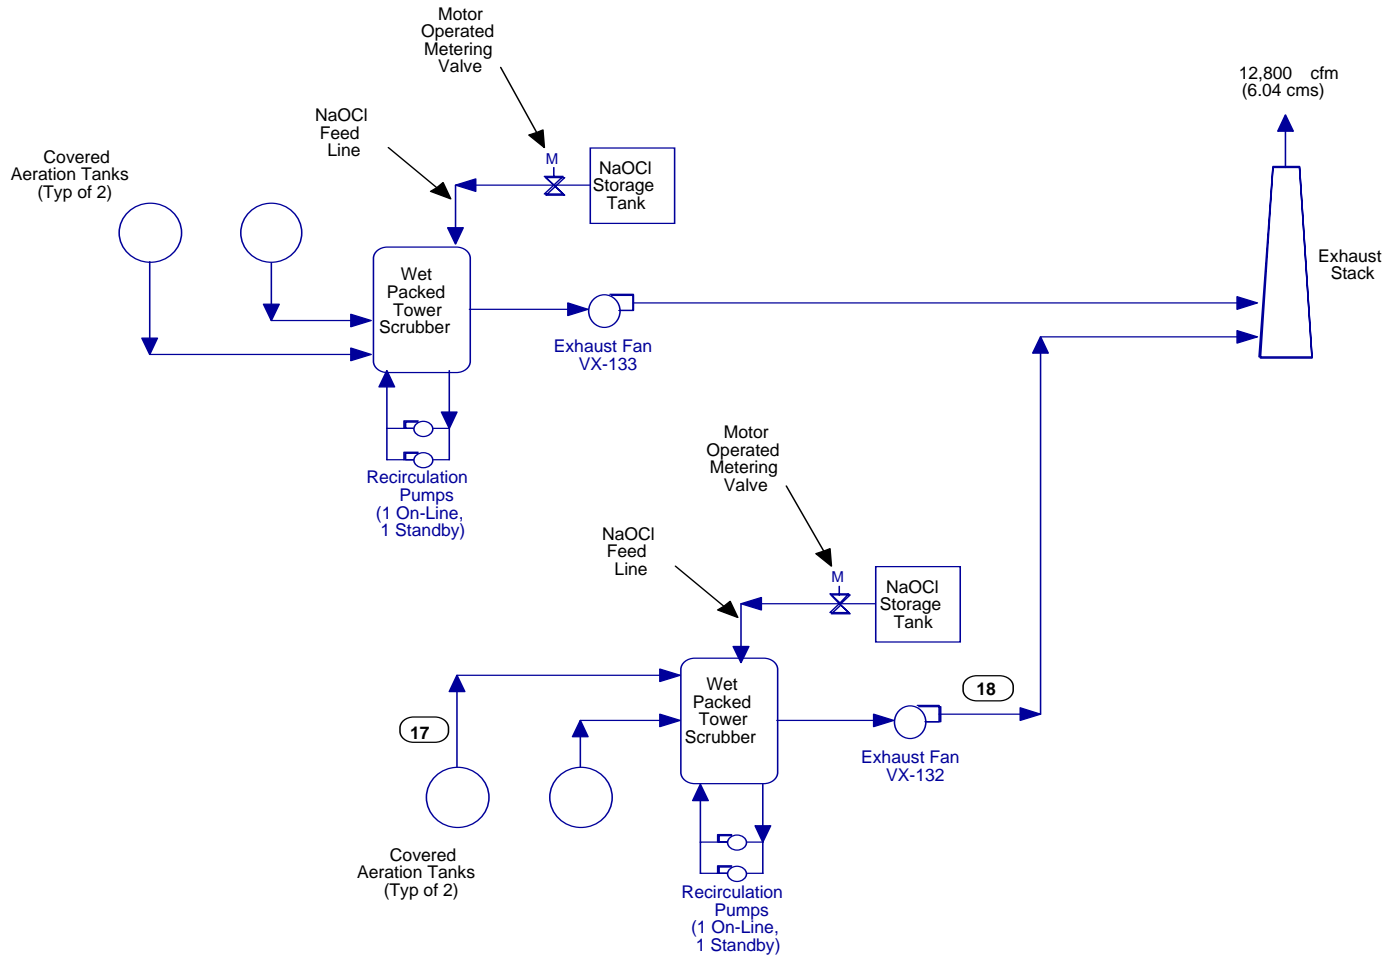 Motor
Operated
Metering
Valve
12,800 cfm
(6.04 cms)
NaOCl
Feed
Line
Covered
Aeration Tanks
(Typ of 2)
M
NaOCl
Storage
Tank
Wet
Packed
Tower
Scrubber
Exhaust
Stack
Exhaust Fan
VX-133
Recirculation
Pumps
(1 On-Line,
1 Standby)
Motor
Operated
Metering
Valve
NaOCl
Feed
Line
M
NaOCl
Storage
Tank
Wet
Packed
Tower
Scrubber
17
18
Exhaust Fan
VX-132
Covered
Aeration Tanks
(Typ of 2)
Recirculation
Pumps
(1 On-Line,
1 Standby)